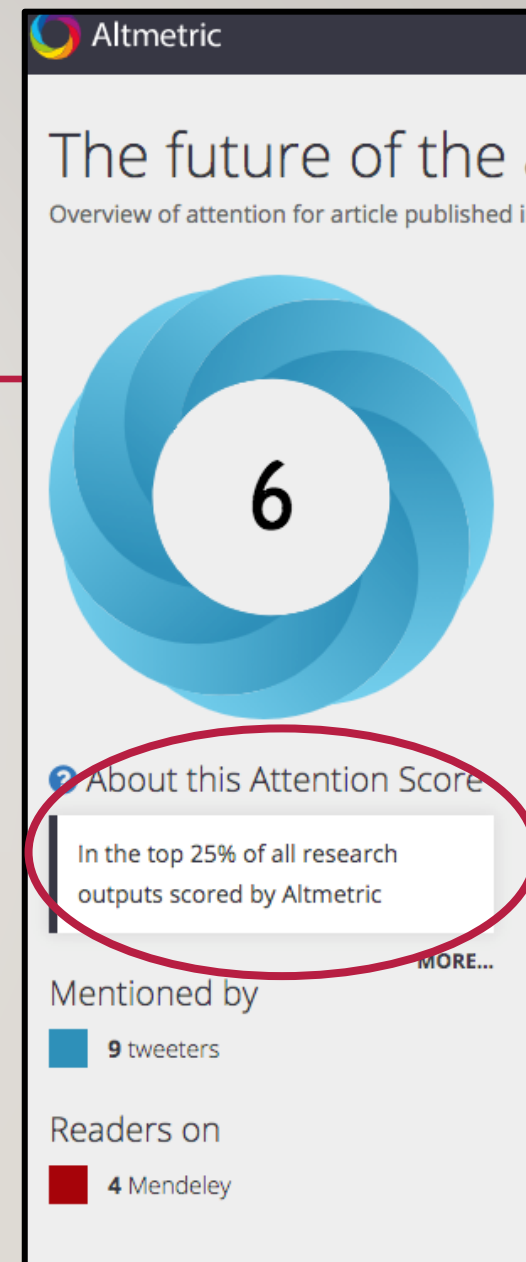 Altmetric
The future of the
Overview of attention for article published
6
? About this Attention Score
In the top 25% of all research
outputs scored by Altmetric
MORE...
Mentioned by
9 tweeters
Readers on
4 Mendeley